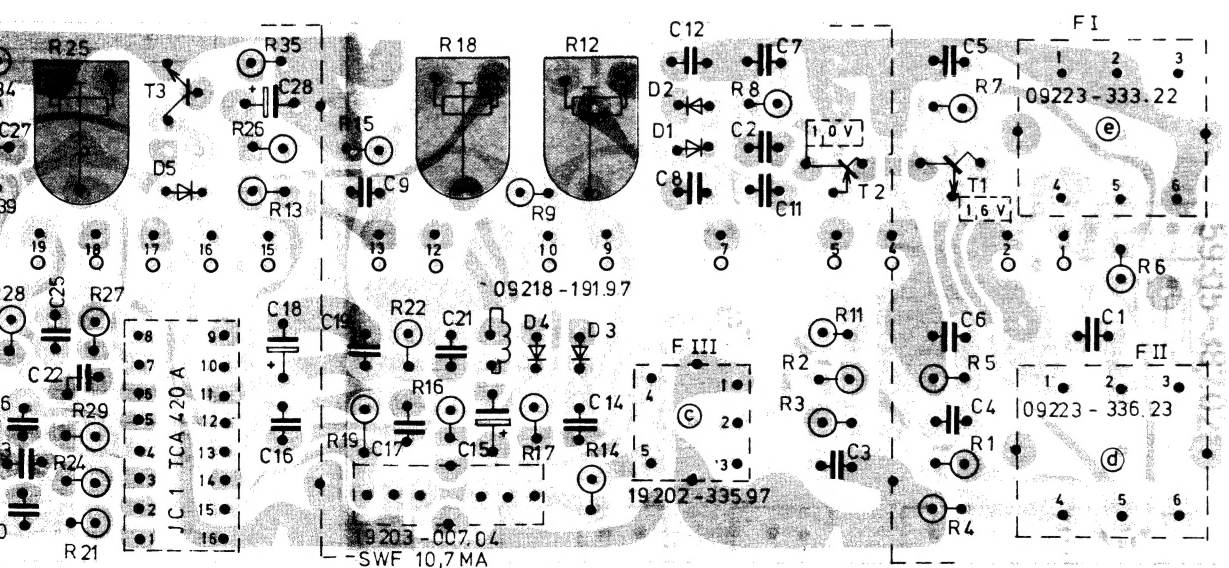 F I
C12
R25
R35
R18
R12
C7
C5
1
2
3
34
T3
+
C28
D2
R8
R7
09223-333.22
C27
R26
R15
D1
C2
1,0 V
e
D5
C8
T2
T1
4
5
6
39
R13
C9
R9
C11
1,6 V
19
18
17
16
15
13
12
10
9
7
5
4
2
1
R6
C25
09218-191.97
R28
R27
C18
C19
R22
C21
D4
D3
R11
C6
C1
8
9
F III
F II
7
10
+
R2
R5
C22
6
11
R16
4
1
1
2
3
R29
5
12
C14
c
2
R3
C4
09223-336.23
JC 1 TCA 420 A
4
13
C16
R19
C17
C15
+
R17
R14
5
3
C3
R1
d
R24
3
14
19202-335.97
4
5
6
2
15
R4
R21
1
16
19203-007.04
SWF 10,7 MA